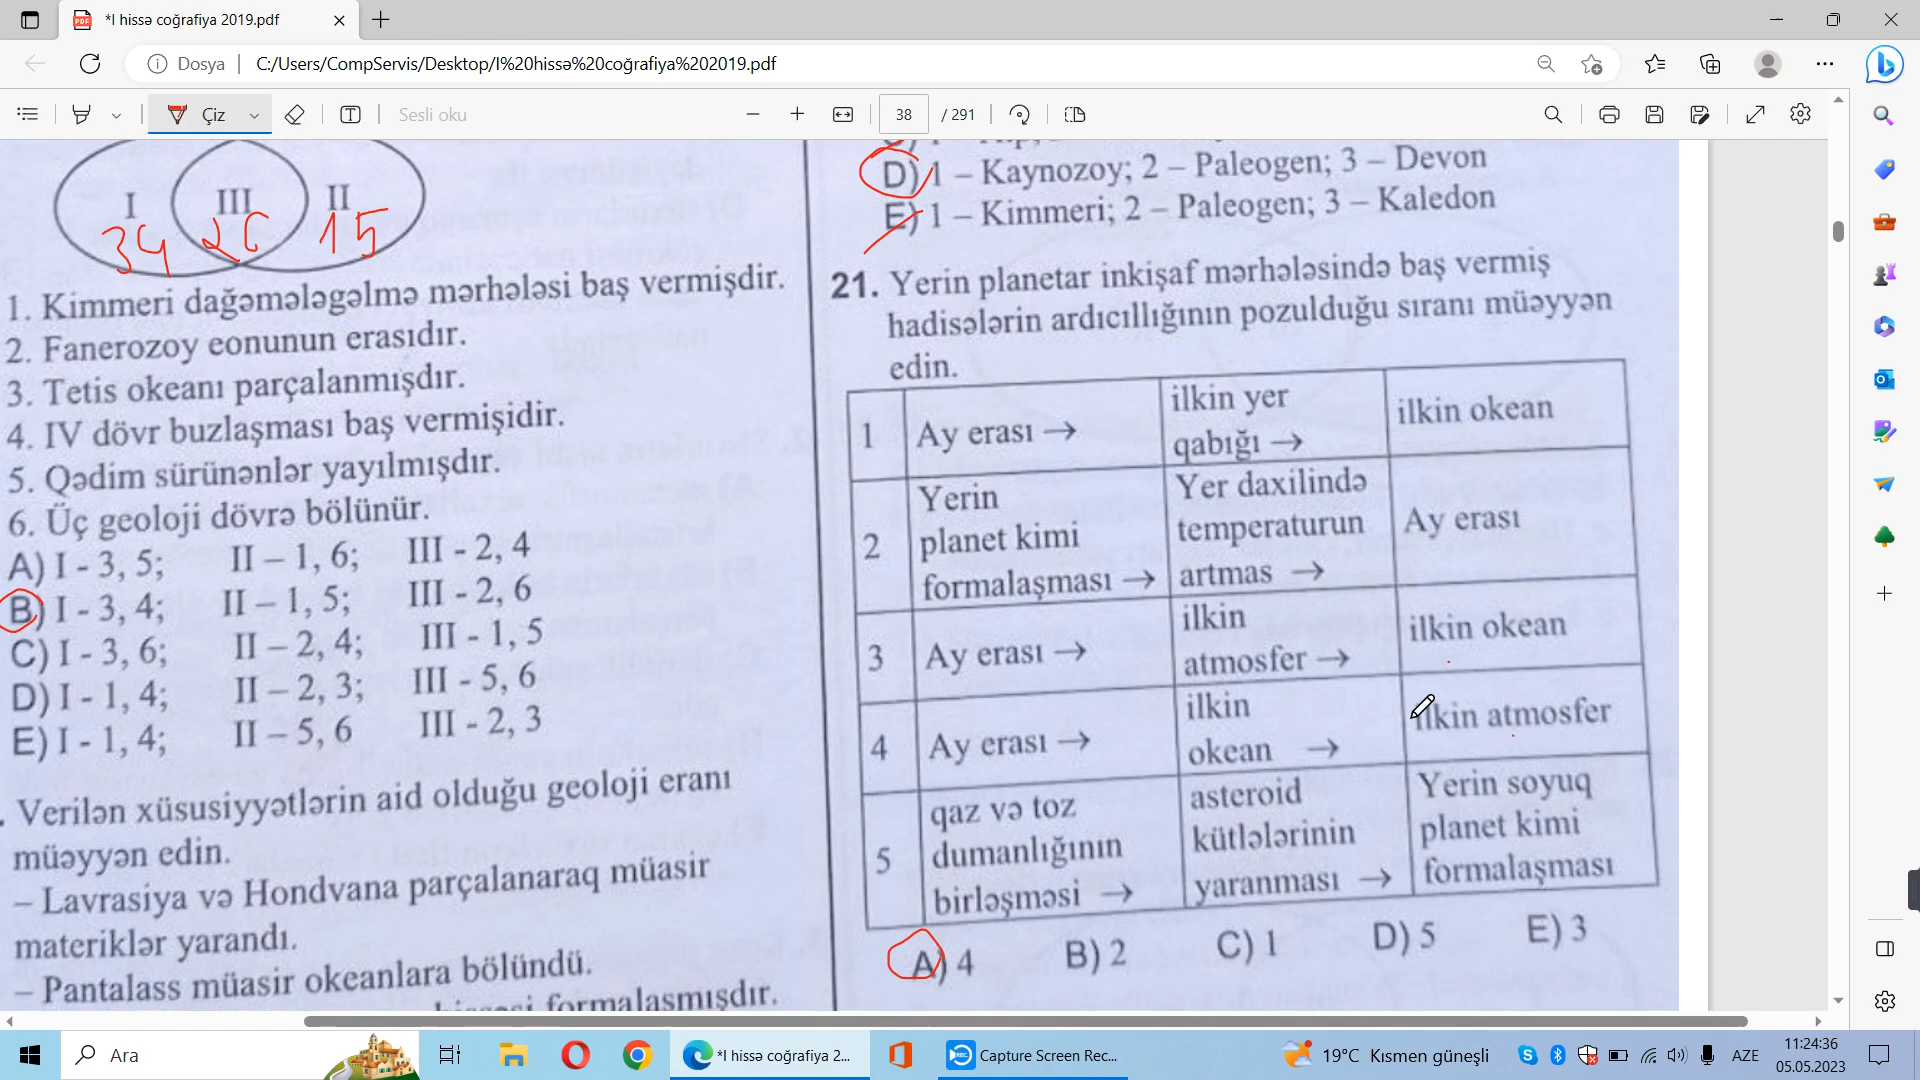 *I hissə coğrafiya 2019.pdf
Dosya
C:/Users/CompServis/Desktop/I%20hissə%20coğrafiya%202019.pdf
Çiz
Sesli oku
38 / 291
I III II
34 26 15
1. Kimmeri dağəmələgəlmə mərhələsi baş vermişdir.
2. Fanerozoy eonunun erasıdır.
3. Tetis okeanı parçalanmışdır.
4. IV dövr buzlaşması baş vermişidir.
5. Qədim sürünənlər yayılmışdır.
6. Üç geoloji dövrə bölünür.
A) I - 3, 5; II – 1, 6; III - 2, 4
B) I - 3, 4; II – 1, 5; III - 2, 6
C) I - 3, 6; II – 2, 4; III - 1, 5
D) I - 1, 4; II – 2, 3; III - 5, 6
E) I - 1, 4; II – 5, 6 III - 2, 3
. Verilən xüsusiyyətlərin aid olduğu geoloji eranı
müəyyən edin.
– Lavrasiya və Hondvana parçalanaraq müasir
materiklər yarandı.
– Pantalass müasir okeanlara bölündü.
formalaşmışdır.
D) 1 – Kaynozoy; 2 – Paleogen; 3 – Devon
E) 1 – Kimmeri; 2 – Paleogen; 3 – Kaledon
21. Yerin planetar inkişaf mərhələsində baş vermiş
hadisələrin ardıcıllığının pozulduğu sıranı müəyyən
edin.
1 Ay erası → ilkin yer qabığı → ilkin okean
2 Yerin planet kimi formalaşması → Yer daxilində temperaturun artmas → Ay erası
3 Ay erası → ilkin atmosfer → ilkin okean
4 Ay erası → ilkin okean → ilkin atmosfer
5 qaz və toz dumanlığının birləşməsi → asteroid kütlələrinin yaranması → Yerin soyuq planet kimi formalaşması
A) 4 B) 2 C) 1 D) 5 E) 3
Ara
*I hissə coğrafiya 2...
Capture Screen Rec...
19°C Kısmen güneşli
AZE
11:24:36
05.05.2023